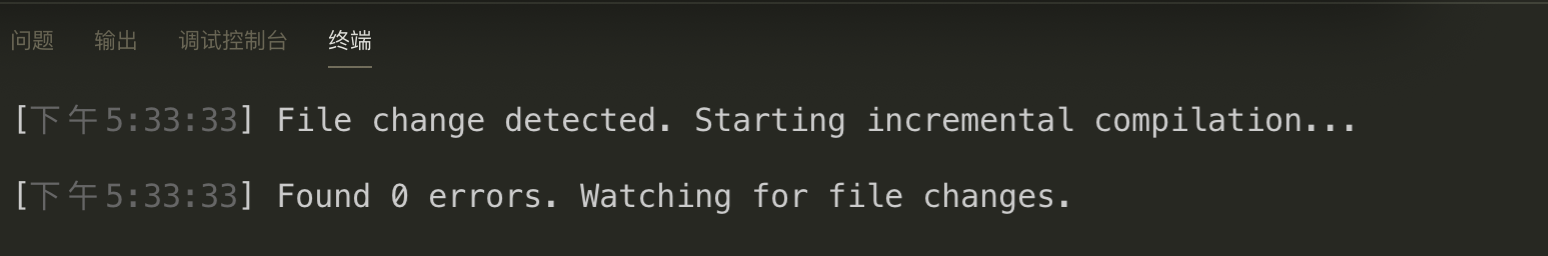 问题 输出 调试控制台 终端
[下午5:33:33] File change detected. Starting incremental compilation...
[下午5:33:33] Found 0 errors. Watching for file changes.